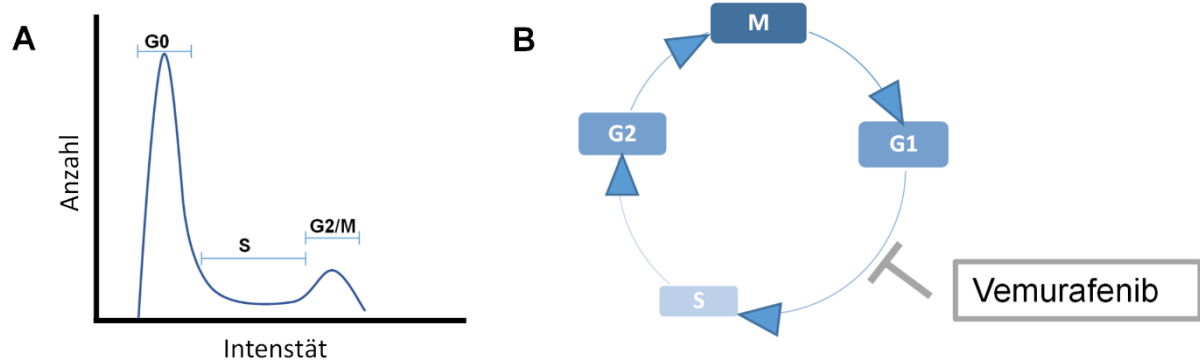 A
G0
Anzahl
S
G2/M
Intenstät
B
M
G2
G1
S
Vemurafenib